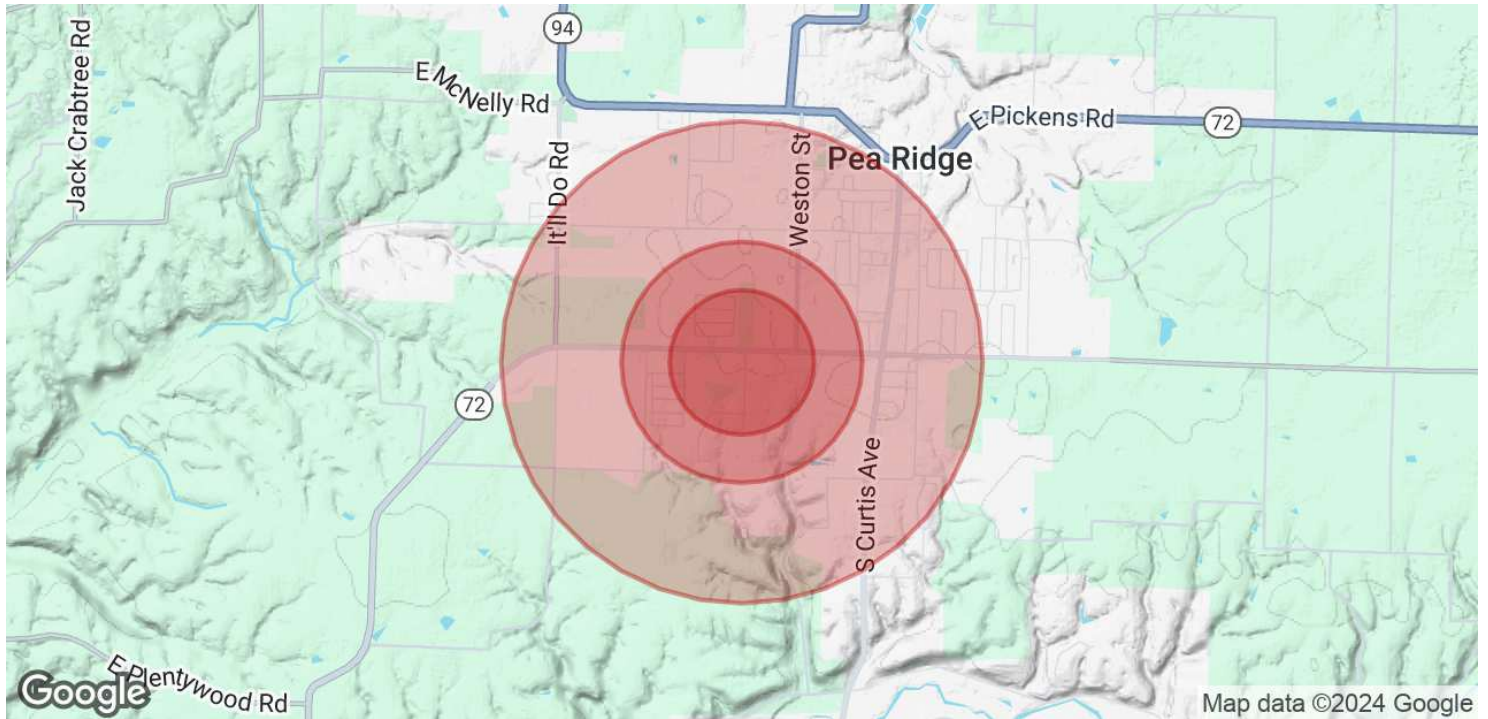 94
Jack Crabtree Rd
E McNelly Rd
E Pickens Rd
72
Pea Ridge
Weston St
It'll Do Rd
72
S Curtis Ave
E Plentywood Rd
Google
Map data ©2024 Google